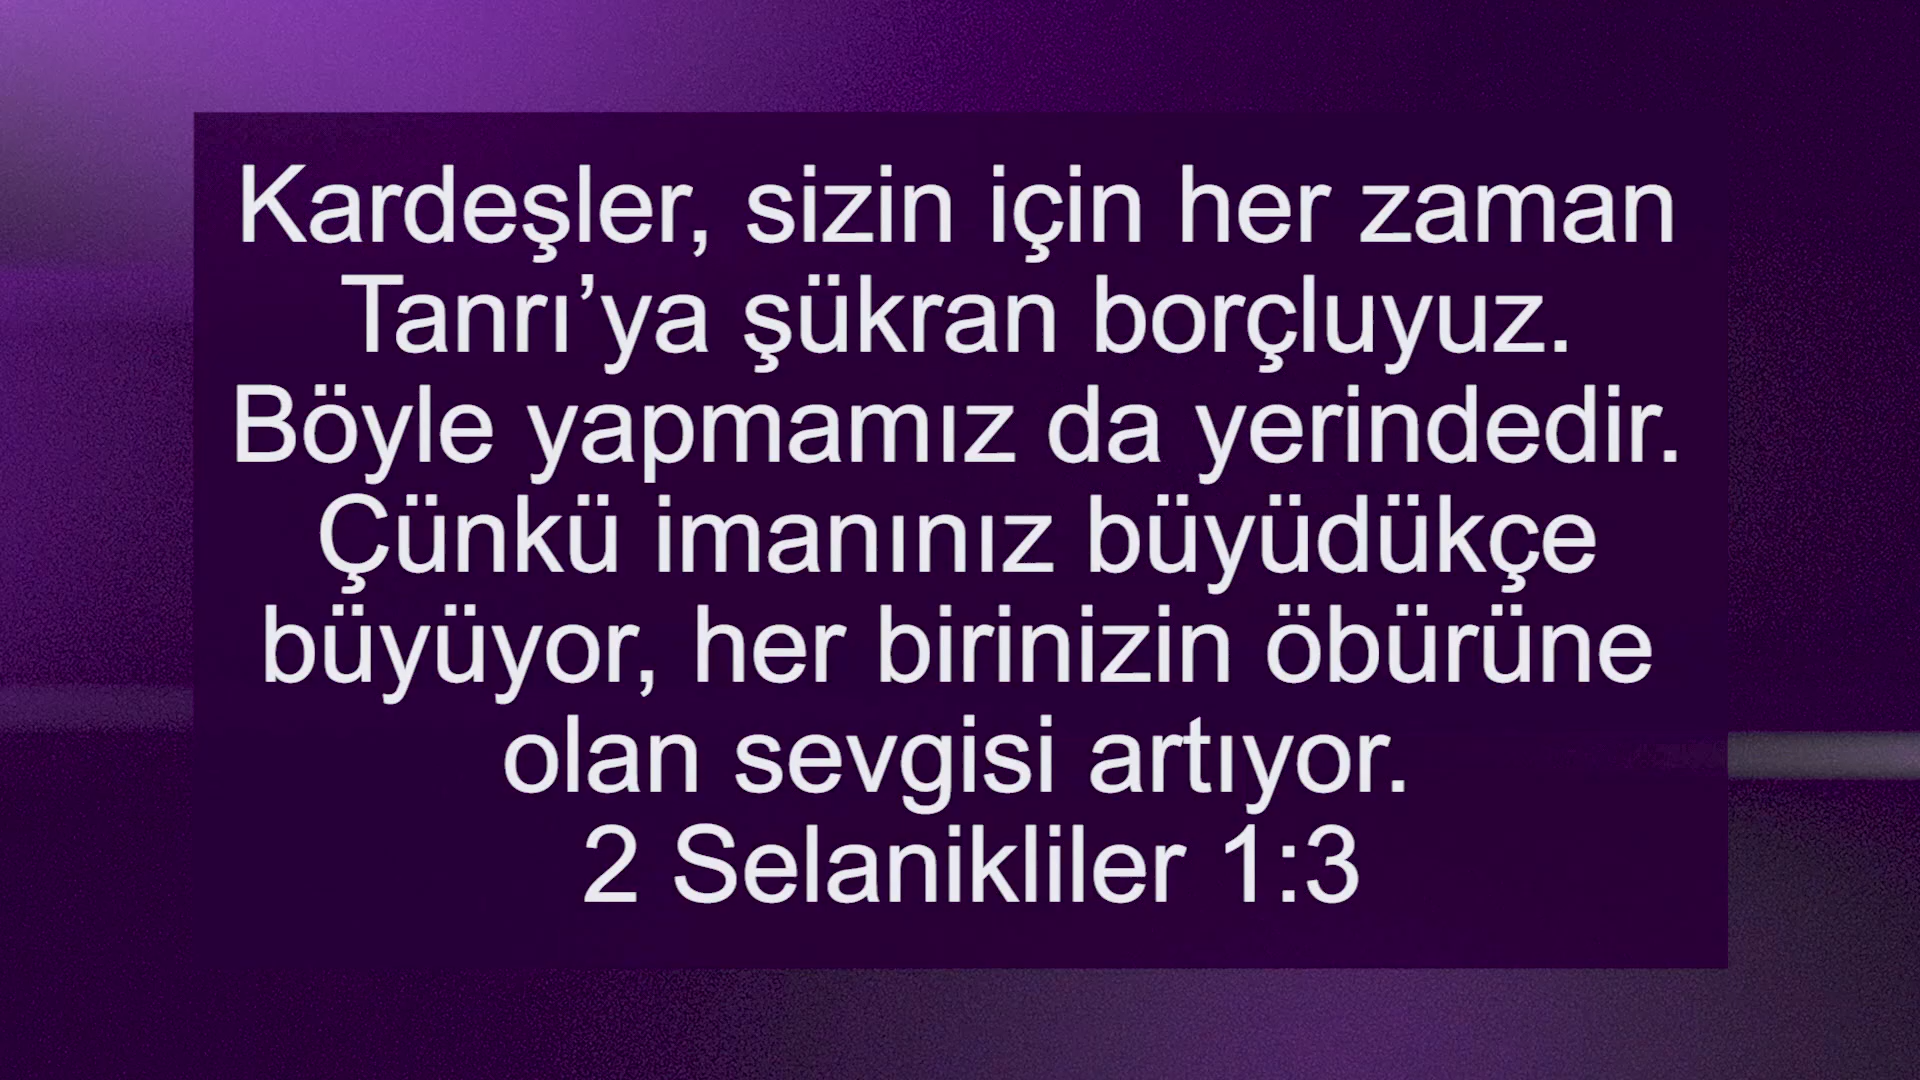 Kardeşler, sizin için her zaman
Tanrı’ya şükran borçluyuz.
Böyle yapmamız da yerindedir.
Çünkü imanınız büyüdükçe
büyüyor, her birinizin öbürüne
olan sevgisi artıyor.
2 Selanikliler 1:3